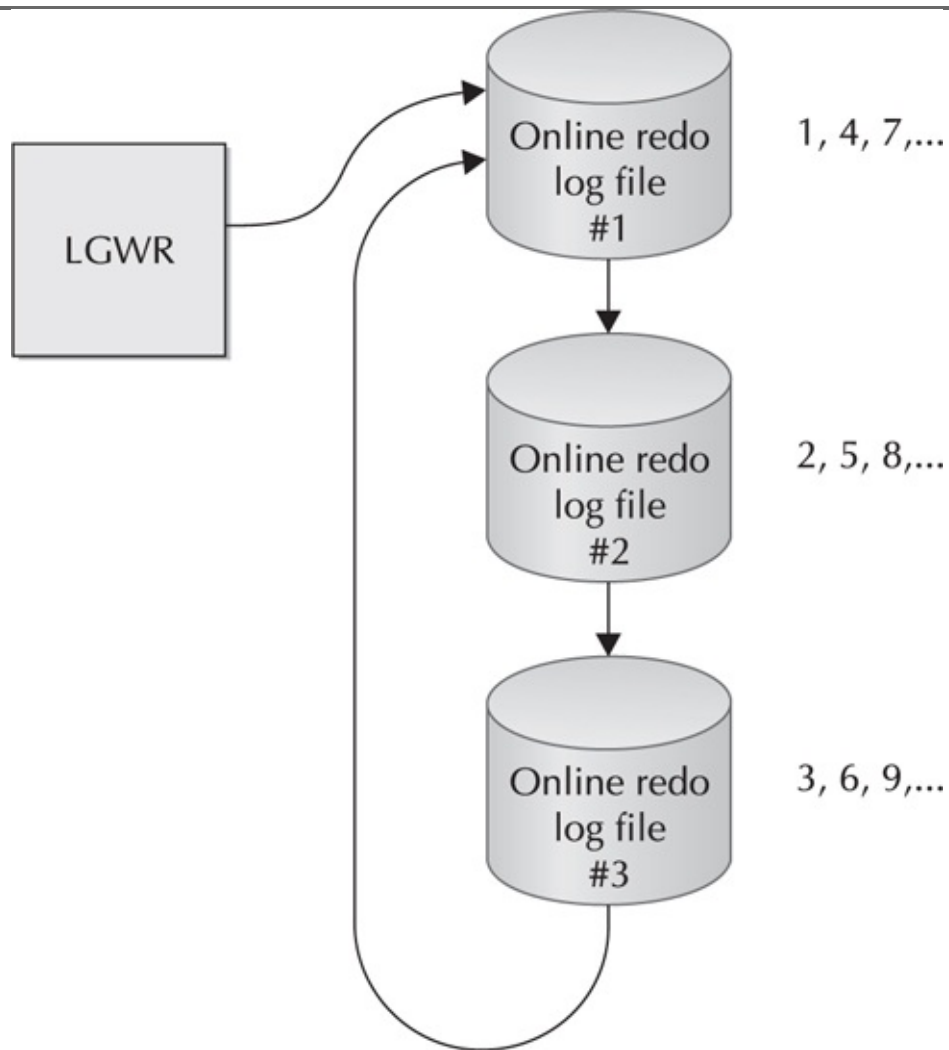 LGWR
Online redo
log file
#1
1, 4, 7,...
Online redo
log file
#2
2, 5, 8,...
Online redo
log file
#3
3, 6, 9,...